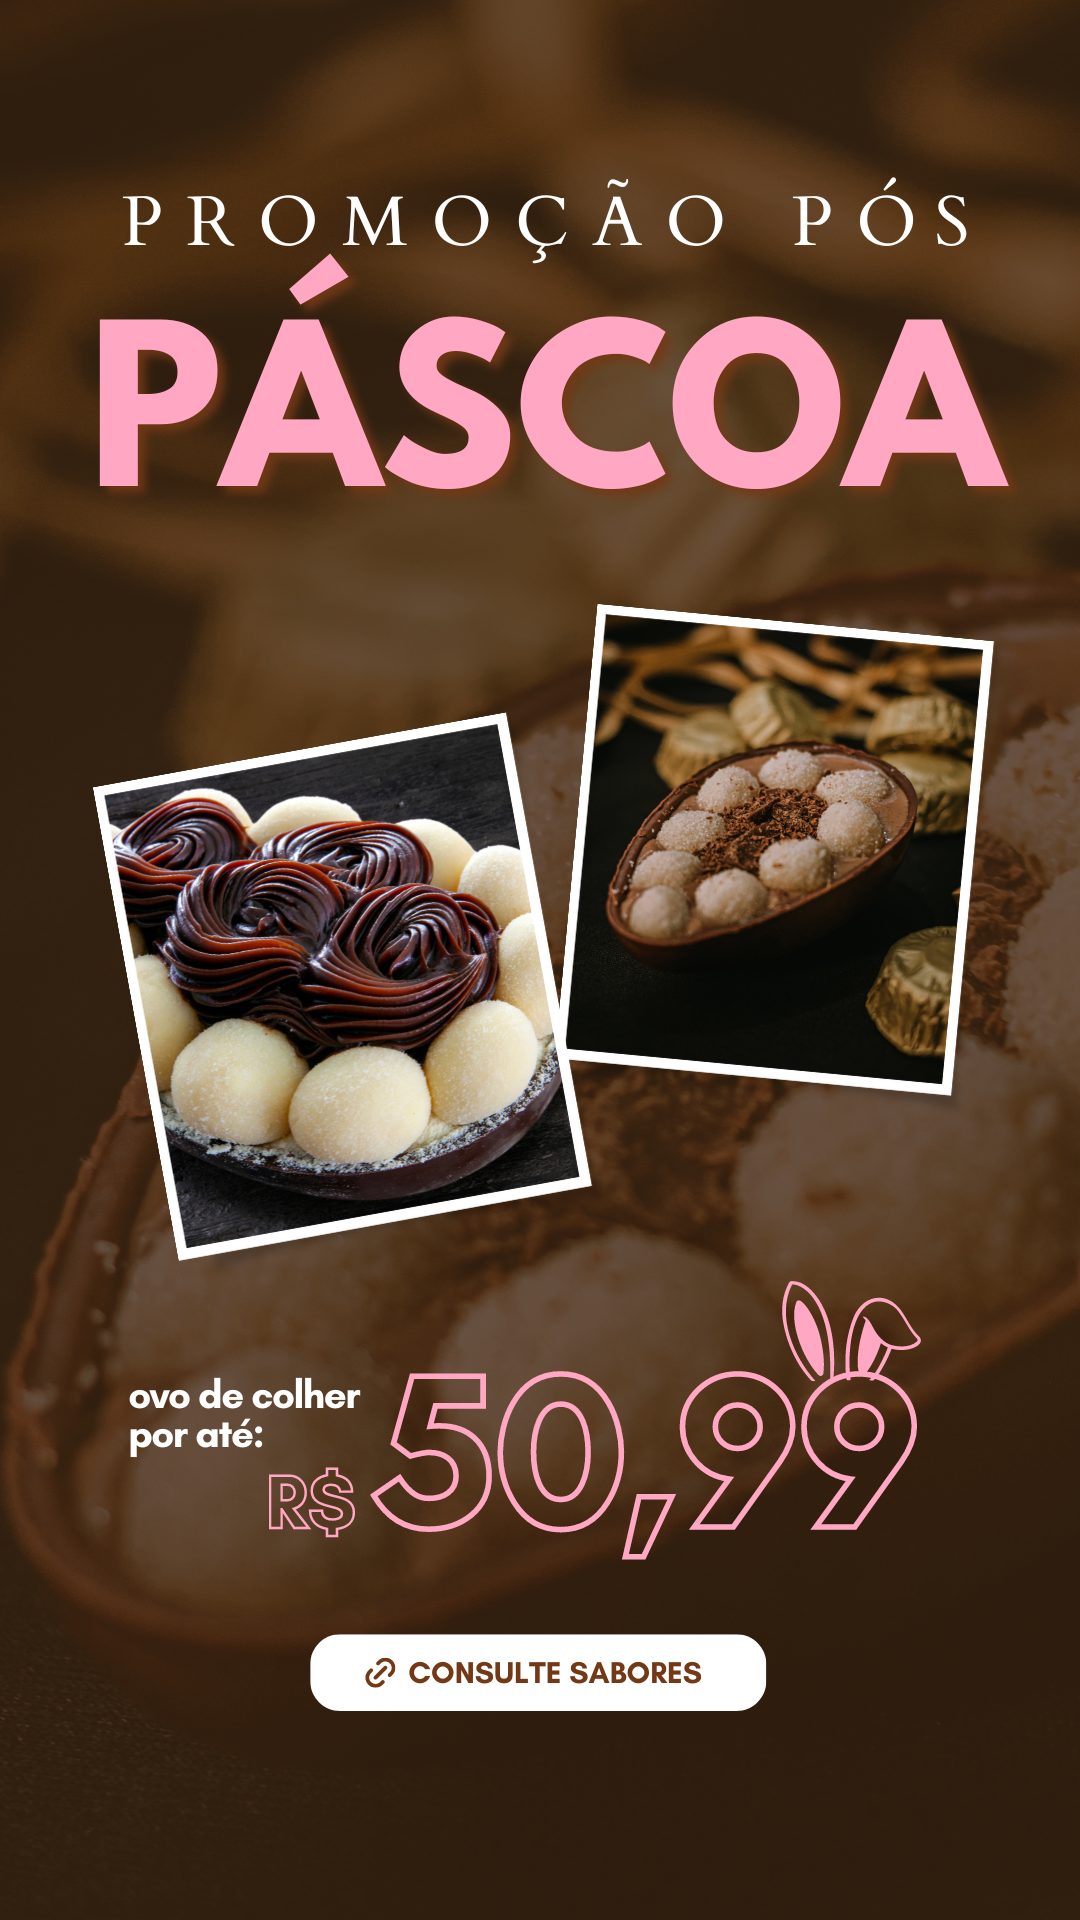 PROMOÇÃO PÓS
PÁSCOA
ovo de colher
por até:
R$ 50,99
CONSULTE SABORES